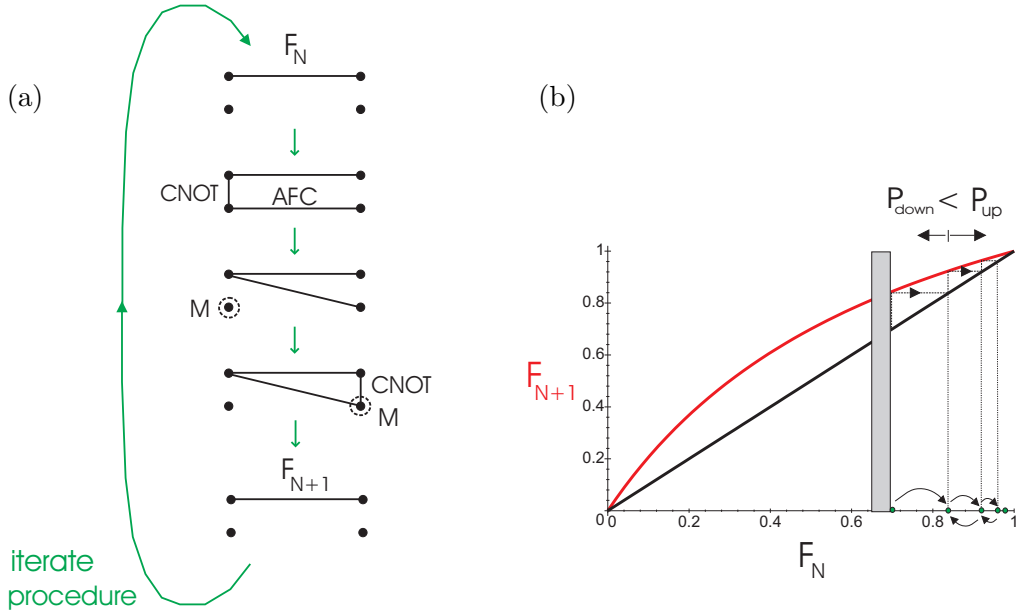 (a)
F_N
CNOT
AFC
M
CNOT
M
F_{N+1}
iterate
procedure
(b)
P_down < P_up
1
0.8
0.6
0.4
0.2
0
F_{N+1}
0 0.2 0.4 0.6 0.8 1
F_N